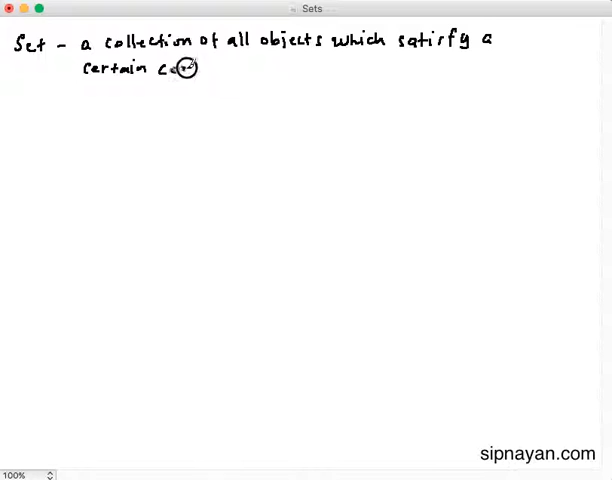 Sets
Set - a collection of all objects which satisfy a
certain
sipnayan.com
100%